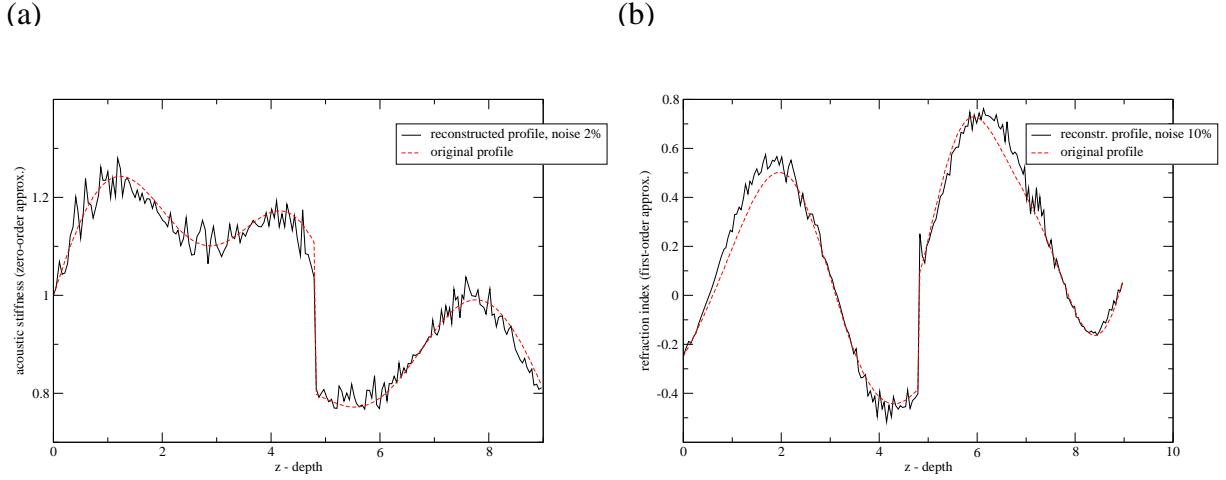 (a)
acoustic stiffness (zero-order approx.)
1.2
1
0.8
reconstructed profile, noise 2%
original profile
0
2
4
6
8
z - depth
(b)
refraction index (first-order approx.)
0.8
0.6
0.4
0.2
0
-0.2
-0.4
reconstr. profile, noise 10%
original profile
0
2
4
6
8
10
z - depth